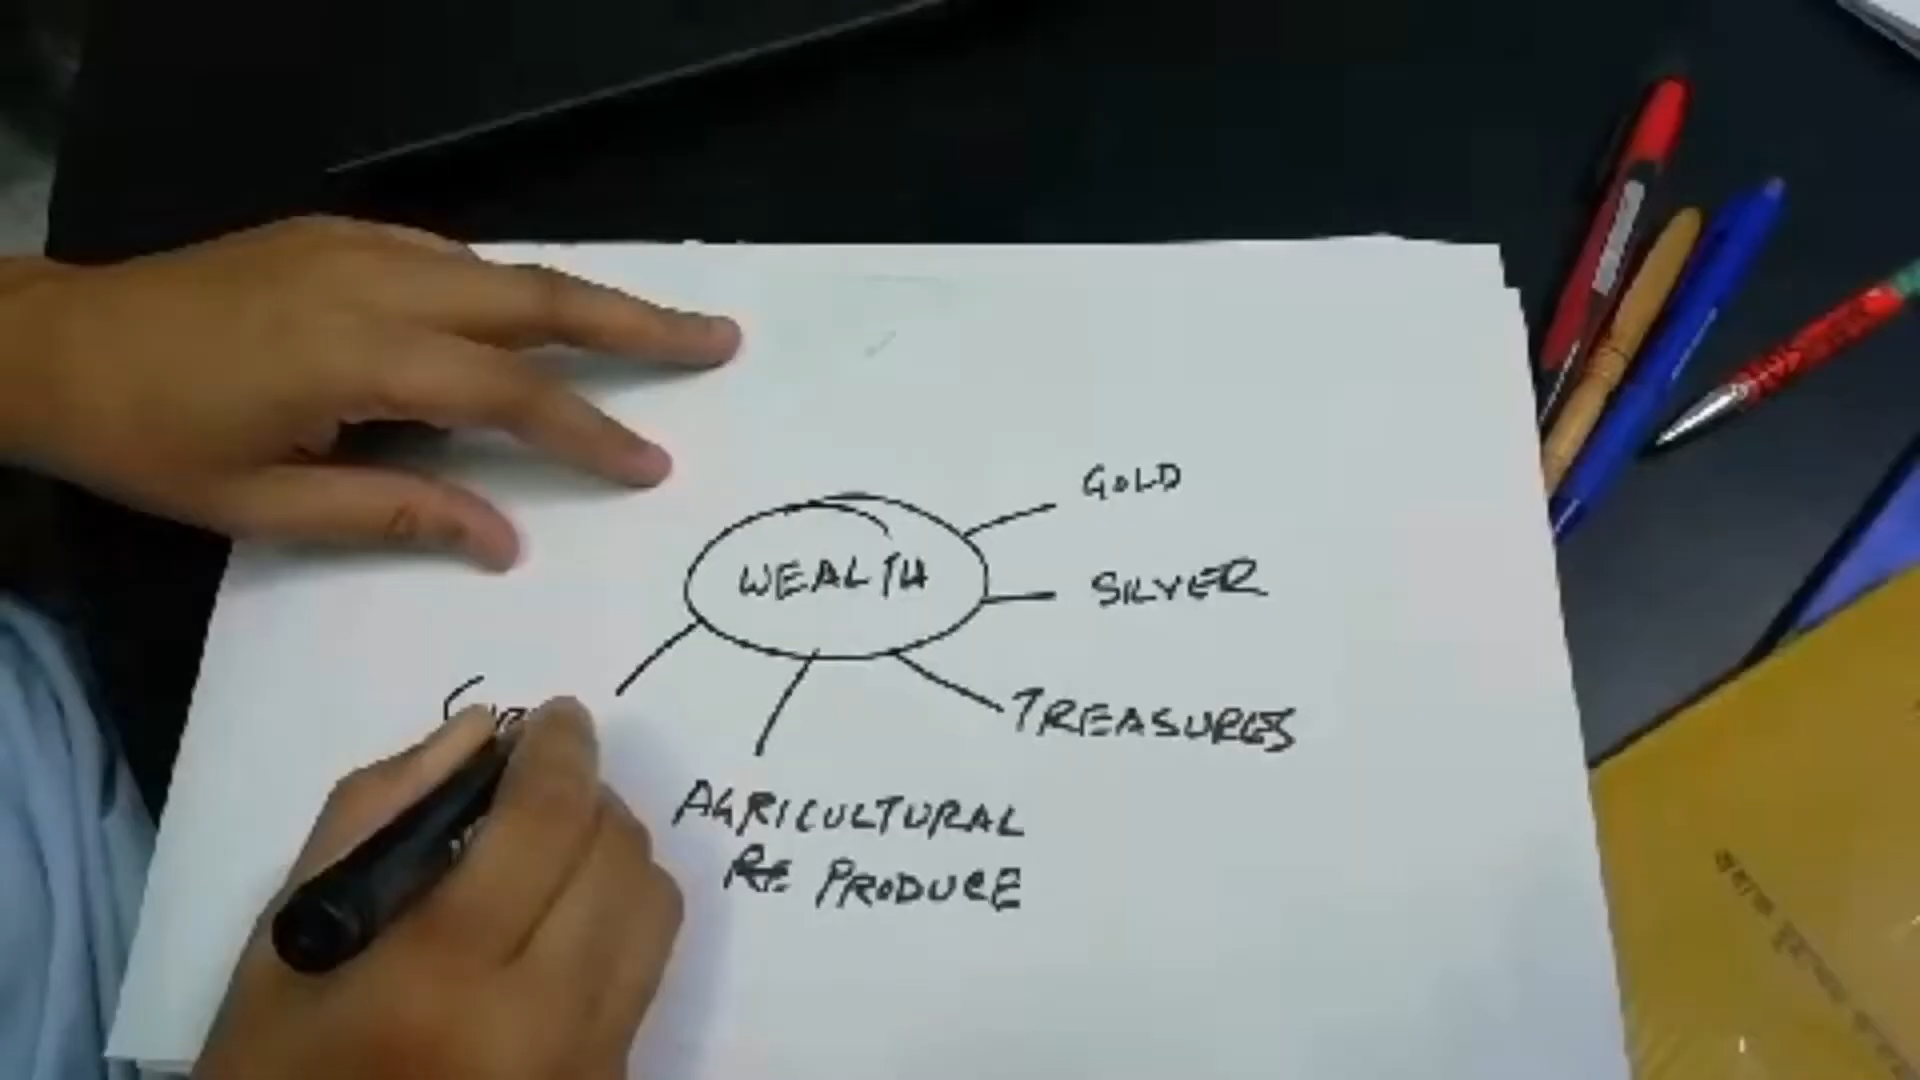 GOLD
WEALTH
SILVER
TREASURES
AGRICULTURAL
RE PRODUCE